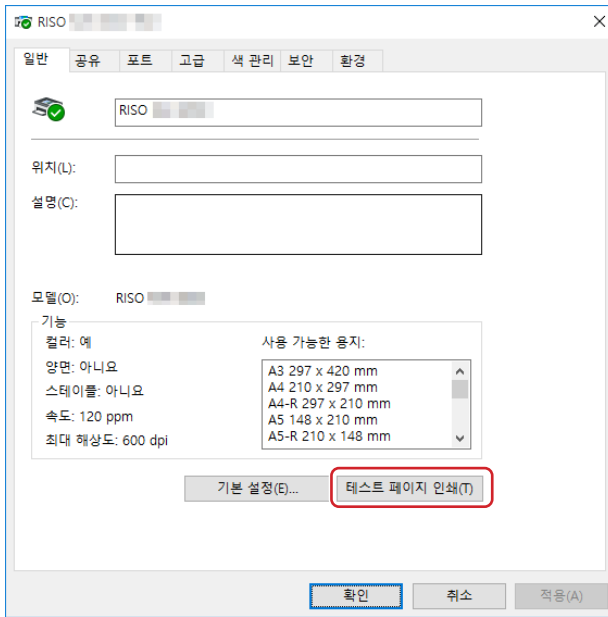 RISO
일반 공유 포트 고급 색 관리 보안 환경
RISO
위치(L):
설명(C):
모델(O): RISO
기능
컬러: 예
양면: 아니요
스테이플: 아니요
속도: 120 ppm
최대 해상도: 600 dpi
사용 가능한 용지:
A3 297 x 420 mm
A4 210 x 297 mm
A4-R 297 x 210 mm
A5 148 x 210 mm
A5-R 210 x 148 mm
기본 설정(E)... 테스트 페이지 인쇄(T)
확인 취소 적용(A)